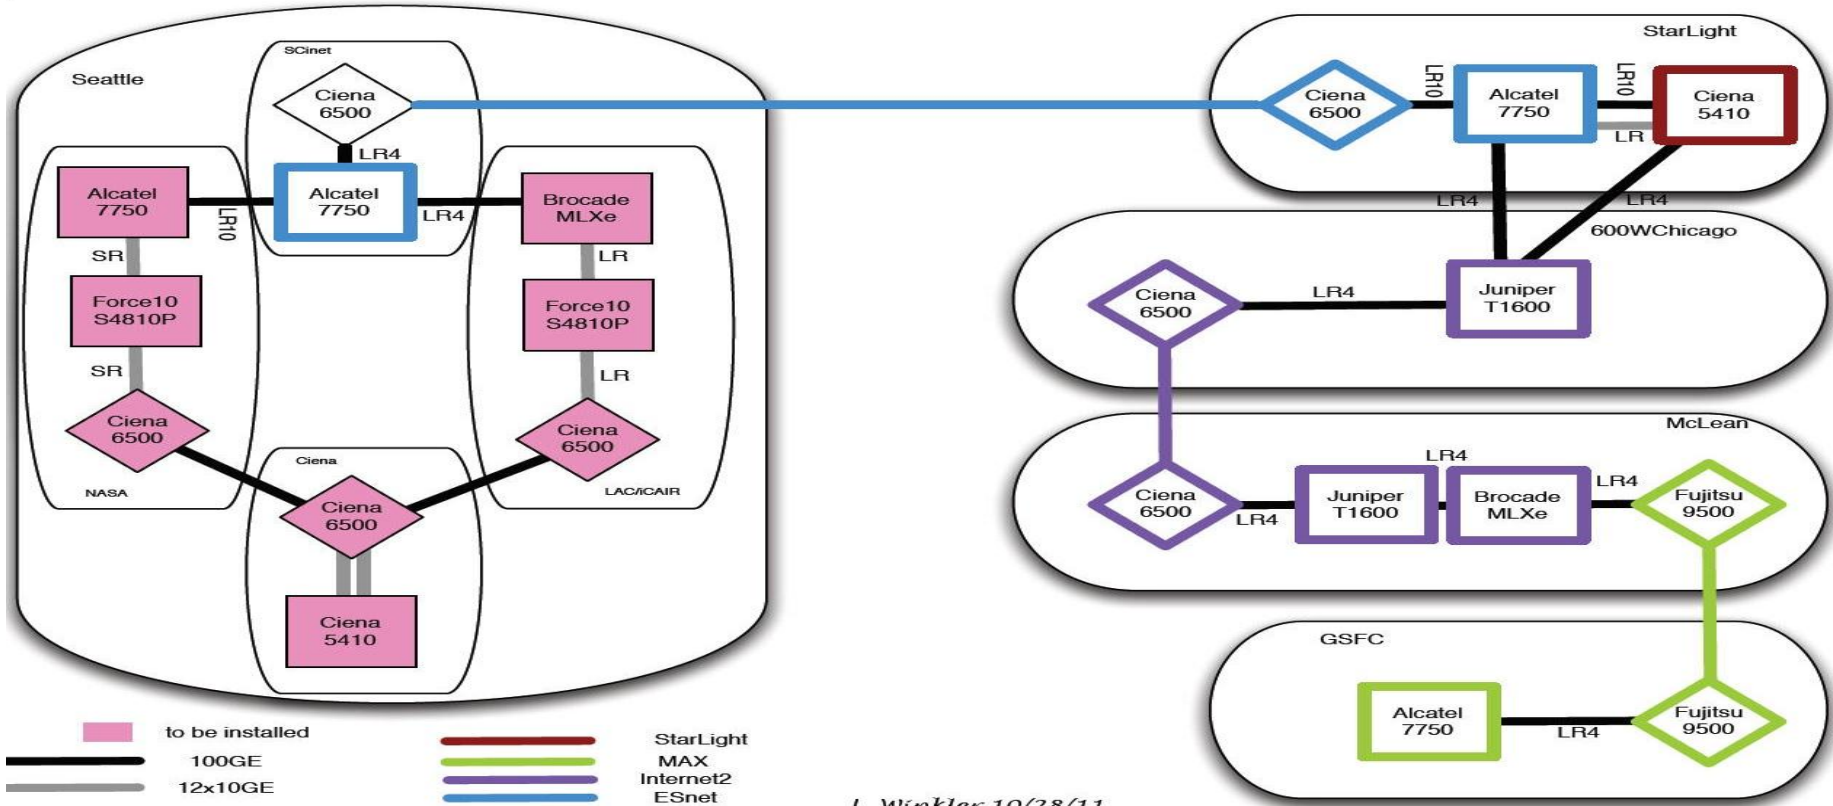 Seattle
SCinet
Ciena
6500
LR4
Alcatel
7750
LR10
Alcatel
7750
LR4
Brocade
MLXe
SR
LR
Force10
S4810P
Force10
S4810P
SR
LR
Ciena
6500
Ciena
6500
NASA
Ciena
LAC/iCAIR
Ciena
6500
Ciena
5410
StarLight
Ciena
6500
LR10
Alcatel
7750
LR10
LR
Ciena
5410
LR4
LR4
600WChicago
Ciena
6500
LR4
Juniper
T1600
McLean
Ciena
6500
LR4
Juniper
T1600
LR4
Brocade
MLXe
LR4
Fujitsu
9500
GSFC
Alcatel
7750
LR4
Fujitsu
9500
to be installed
100GE
12x10GE
StarLight
MAX
Internet2
ESnet
L. Winkler 10/28/11